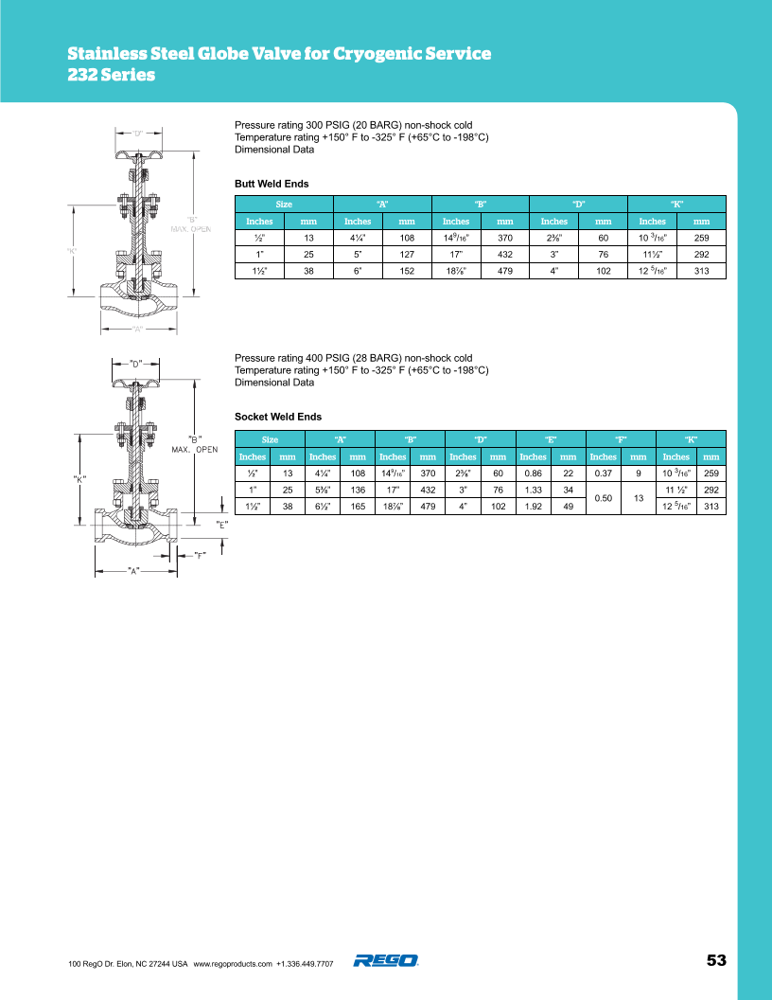 Stainless Steel Globe Valve for Cryogenic Service
232 Series
Pressure rating 300 PSIG (20 BARG) non-shock cold
Temperature rating +150° F to -325° F (+65°C to -198°C)
Dimensional Data
Butt Weld Ends
Size "A" "B" "D" "K"
Inches mm Inches mm Inches mm Inches mm Inches mm
½" 13 4¼" 108 14 9/16" 370 2⅜" 60 10 3/16" 259
1" 25 5" 127 17" 432 3" 76 11½" 292
1½" 38 6" 152 18⅞" 479 4" 102 12 5/16" 313
"D"
"B"
MAX. OPEN
"K"
"A"
Pressure rating 400 PSIG (28 BARG) non-shock cold
Temperature rating +150° F to -325° F (+65°C to -198°C)
Dimensional Data
Socket Weld Ends
Size "A" "B" "D" "E" "F" "K"
Inches mm Inches mm Inches mm Inches mm Inches mm Inches mm Inches mm
½" 13 4¼" 108 14 9/16" 370 2⅜" 60 0.86 22 0.37 9 10 3/16" 259
1" 25 5⅜" 136 17" 432 3" 76 1.33 34 0.50 13 11 ½" 292
1½" 38 6½" 165 18⅞" 479 4" 102 1.92 49 12 5/16" 313
"D"
"B"
MAX. OPEN
"K"
"E"
"F"
"A"
100 RegO Dr. Elon, NC 27244 USA www.regoproducts.com +1.336.449.7707
REGO
53